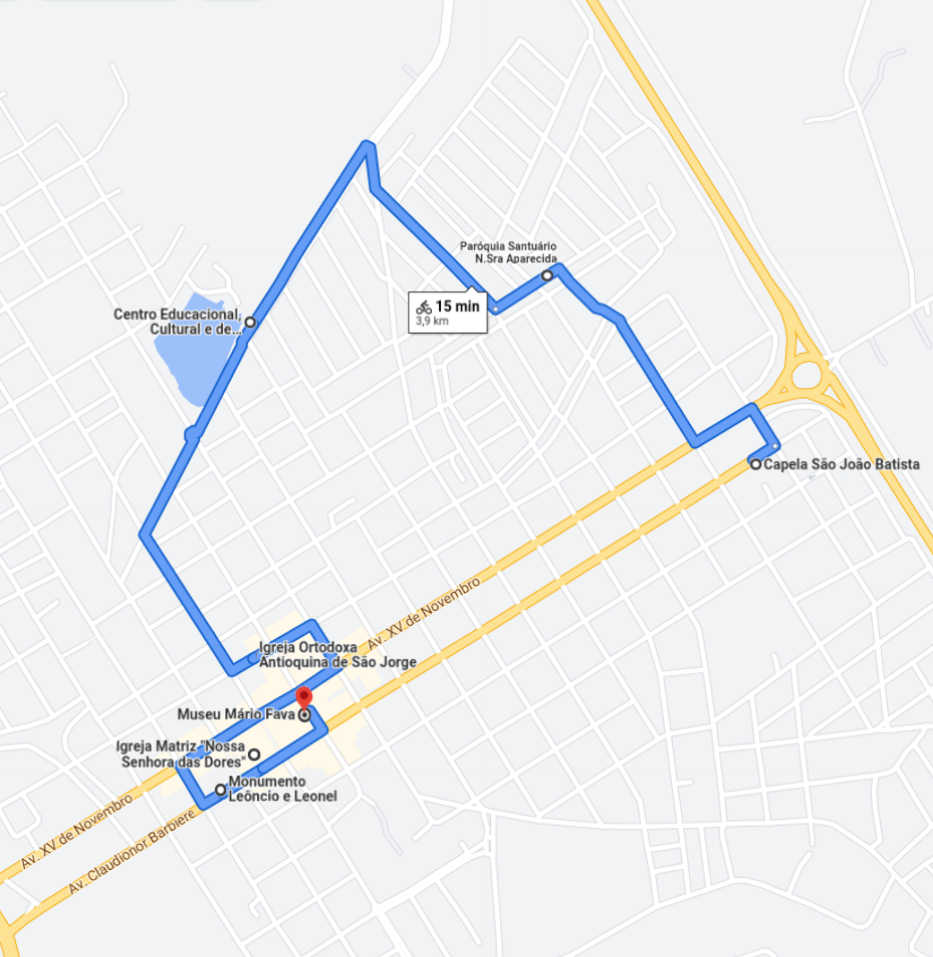 Paróquia Santuário
N.Sra Aparecida
15 min
3,9 km
Centro Educacional,
Cultural e de...
Capela São João Batista
Av. XV de Novembro
Igreja Ortodoxa
Antioquina de São Jorge
Museu Mário Fava
Igreja Matriz "Nossa
Senhora das Dores"
Monumento
Leôncio e Leonel
Av. XV de Novembro
Av. Claudionor Barbiere